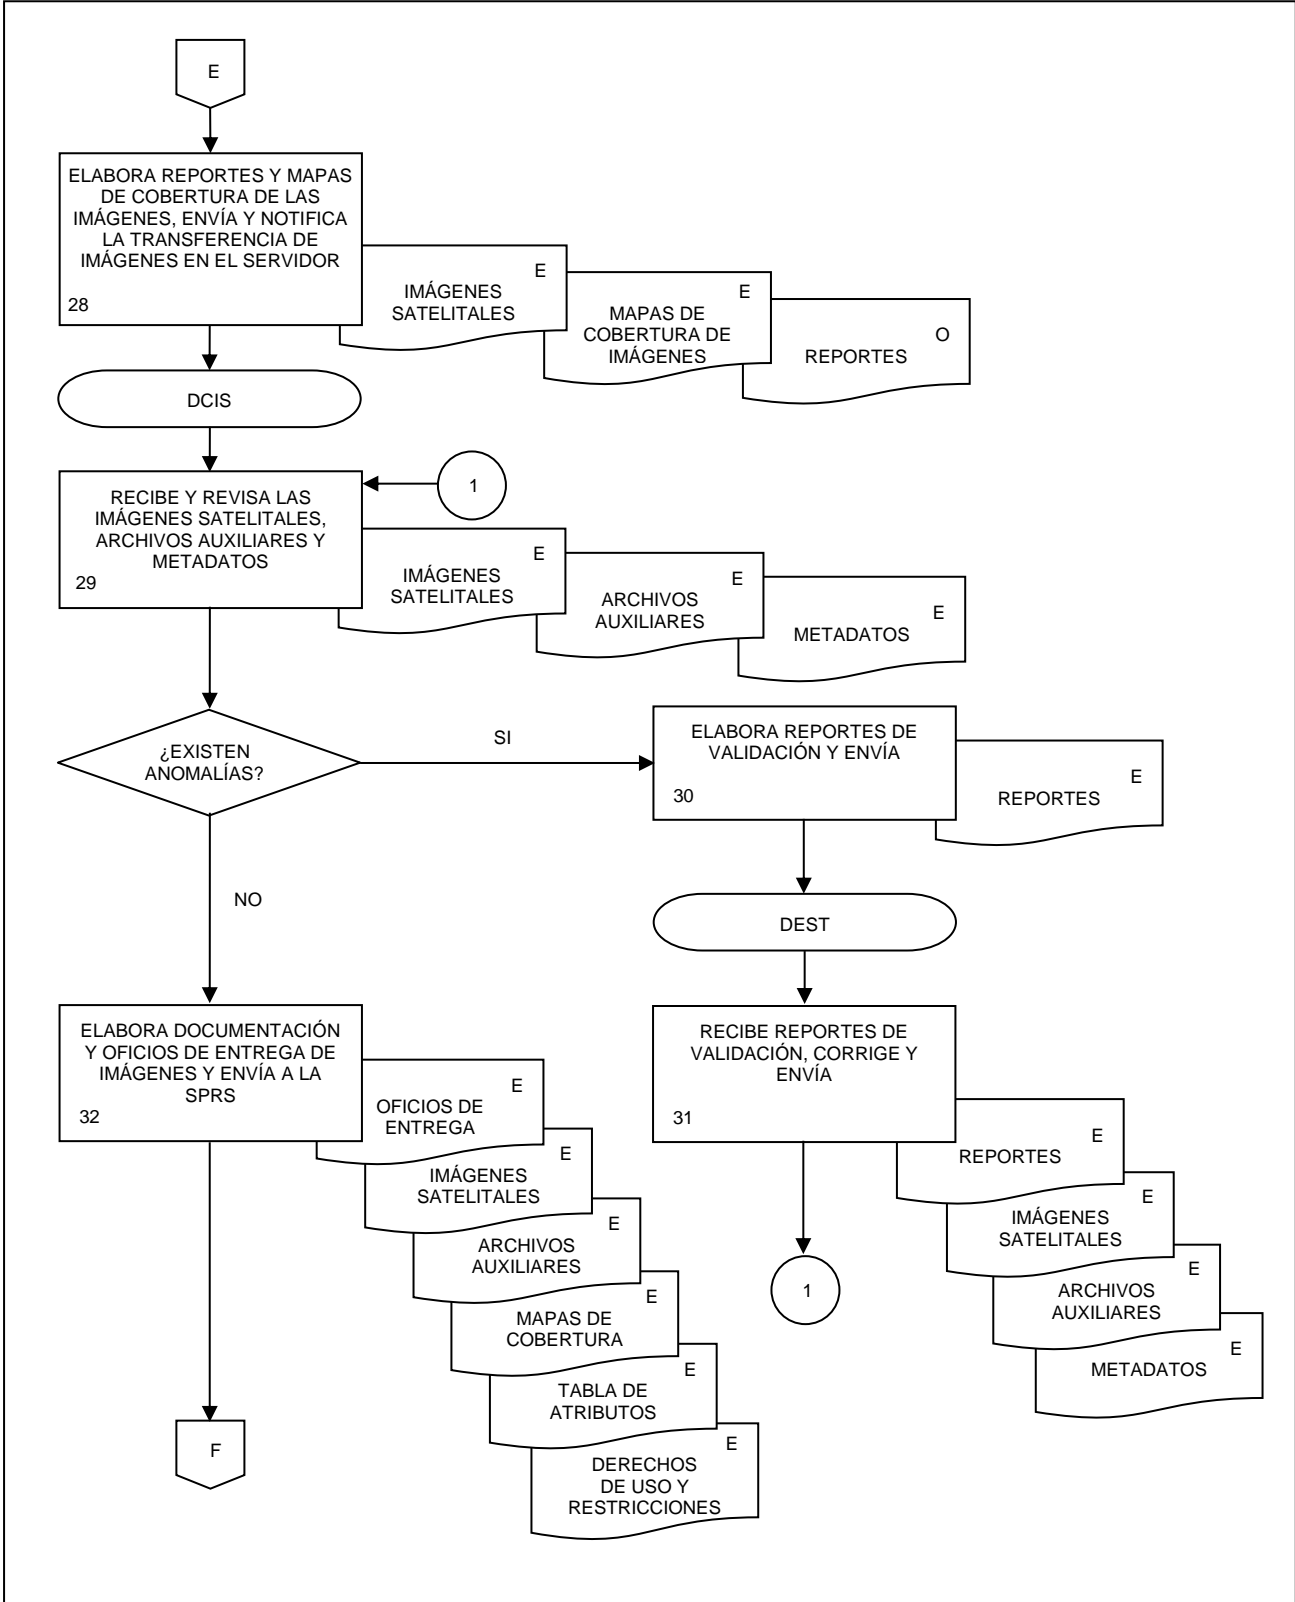 E
ELABORA REPORTES Y MAPAS
DE COBERTURA DE LAS
IMÁGENES, ENVÍA Y NOTIFICA
LA TRANSFERENCIA DE
IMÁGENES EN EL SERVIDOR
28
E
IMÁGENES
SATELITALES
E
MAPAS DE
COBERTURA DE
IMÁGENES
O
REPORTES
DCIS
1
RECIBE Y REVISA LAS
IMÁGENES SATELITALES,
ARCHIVOS AUXILIARES Y
METADATOS
29
E
IMÁGENES
SATELITALES
E
ARCHIVOS
AUXILIARES
E
METADATOS
¿EXISTEN
ANOMALÍAS?
SI
ELABORA REPORTES DE
VALIDACIÓN Y ENVÍA
30
E
REPORTES
NO
DEST
ELABORA DOCUMENTACIÓN
Y OFICIOS DE ENTREGA DE
IMÁGENES Y ENVÍA A LA
SPRS
32
E
OFICIOS DE
ENTREGA
E
IMÁGENES
SATELITALES
E
ARCHIVOS
AUXILIARES
E
MAPAS DE
COBERTURA
E
TABLA DE
ATRIBUTOS
E
DERECHOS
DE USO Y
RESTRICCIONES
RECIBE REPORTES DE
VALIDACIÓN, CORRIGE Y
ENVÍA
31
E
REPORTES
E
IMÁGENES
SATELITALES
E
ARCHIVOS
AUXILIARES
E
METADATOS
1
F